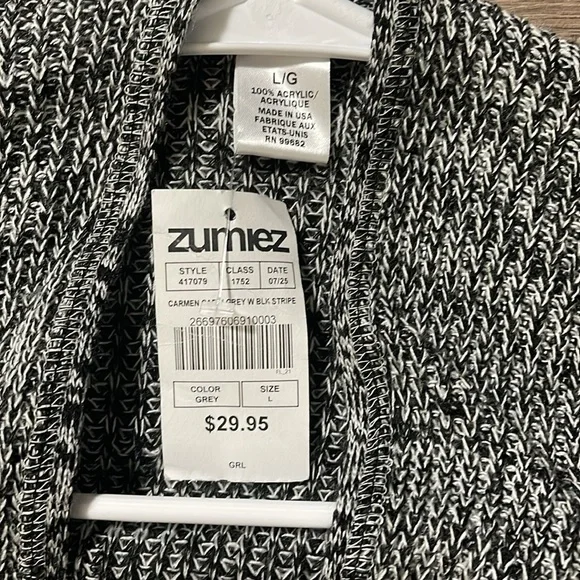 L/G
100% ACRYLIC/
ACRYLIQUE
MADE IN USA
FABRIQUE AUX
ETATS-UNIS
RN 99682
zumiez
STYLE CLASS DATE
417079 1752 07/25
CARMEN GREY W BLK STRIPE
26697606910003
COLOR SIZE
GREY L
$29.95
GRL